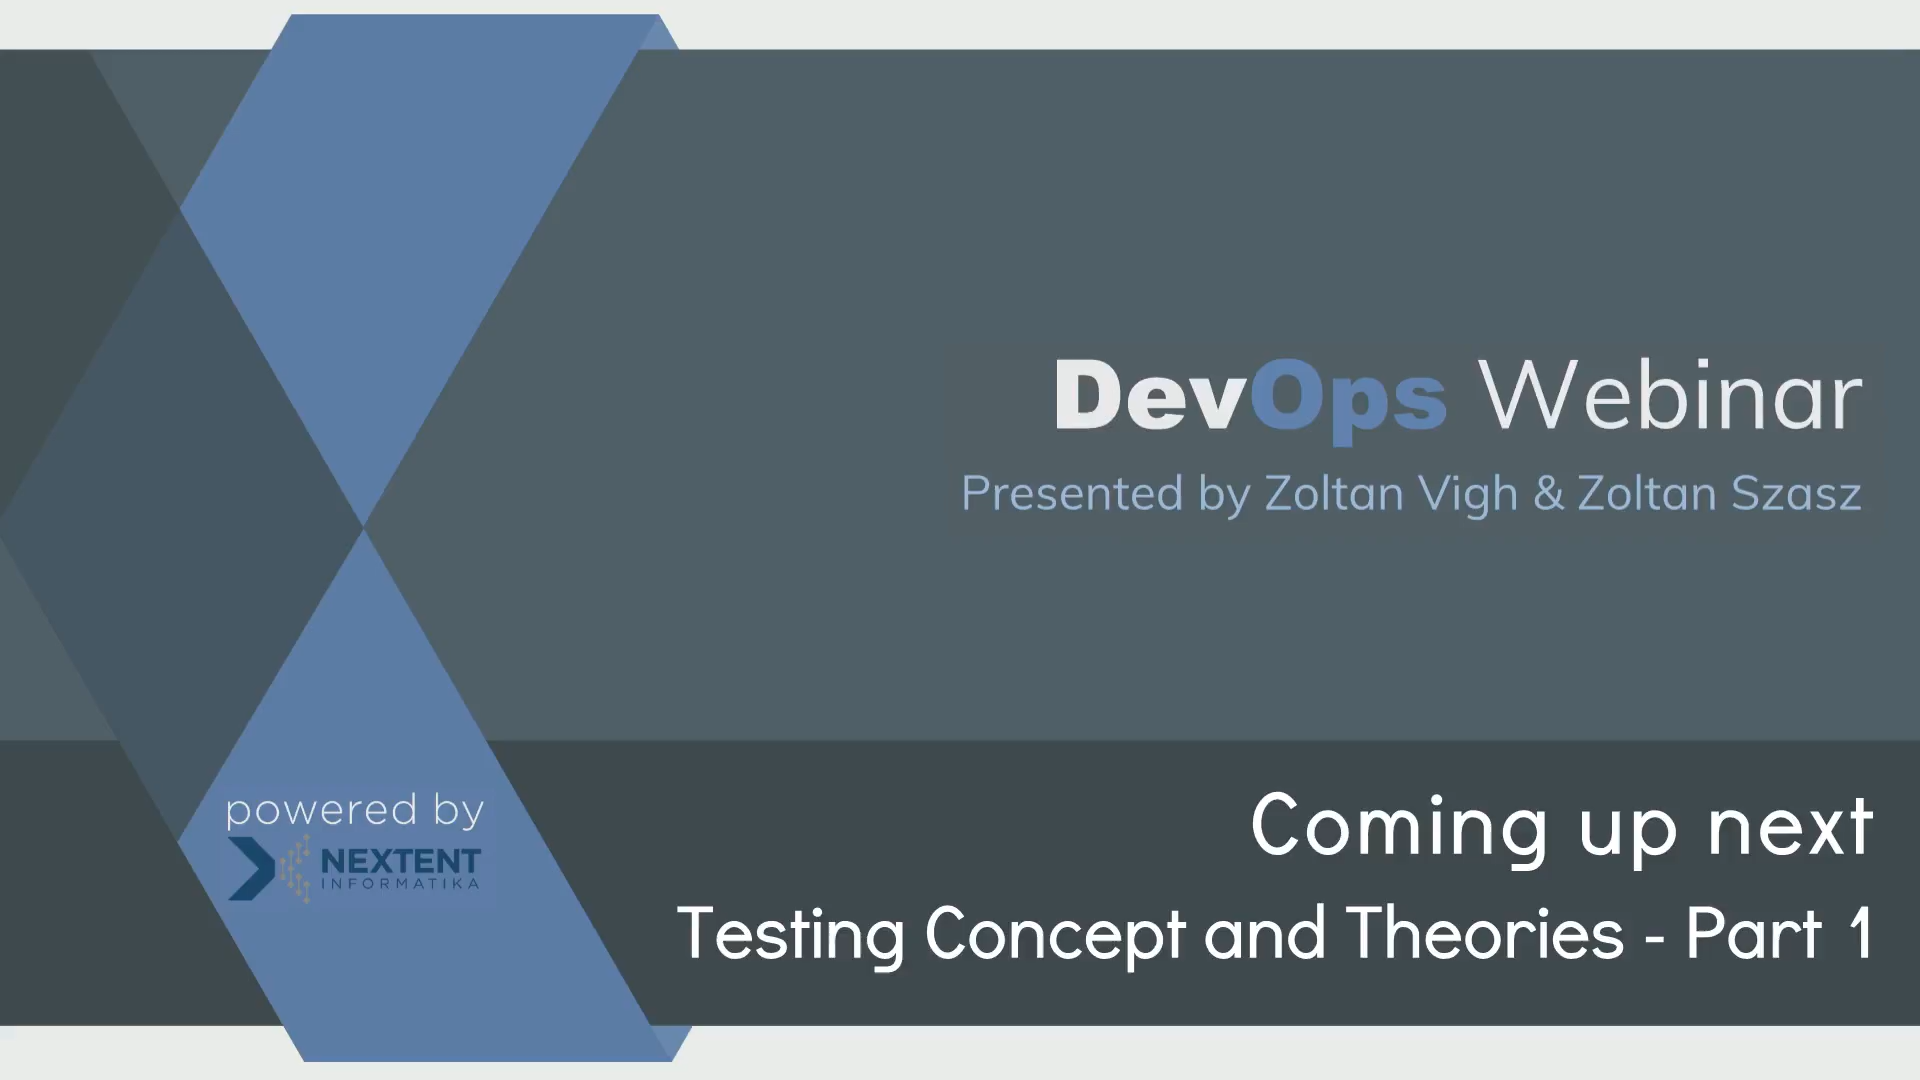 DevOps Webinar
Presented by Zoltan Vigh & Zoltan Szasz
powered by
NEXTENT
INFORMATIKA
Coming up next
Testing Concept and Theories - Part 1